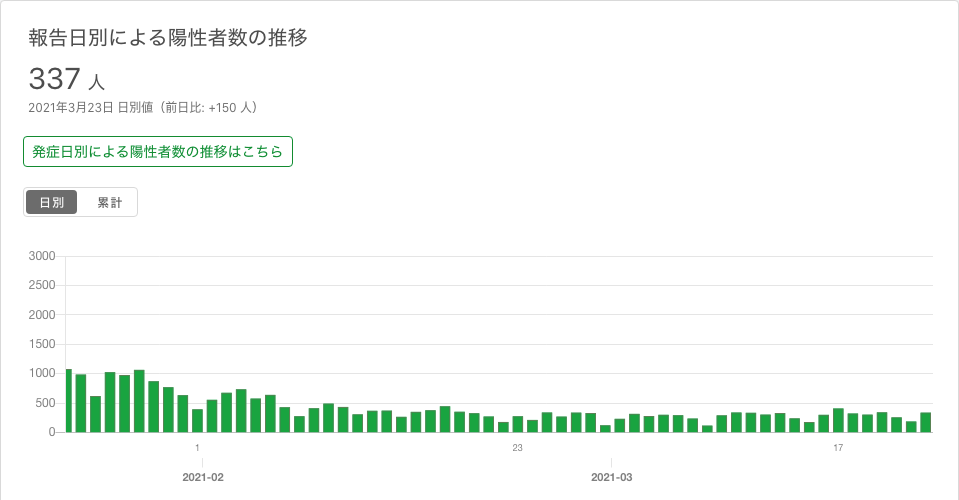 報告日別による陽性者数の推移
337 人
2021年3月23日 日別値（前日比: +150 人）
発症日別による陽性者数の推移はこちら
日別 累計
3000
2500
2000
1500
1000
500
0
1 23 17
2021-02 2021-03